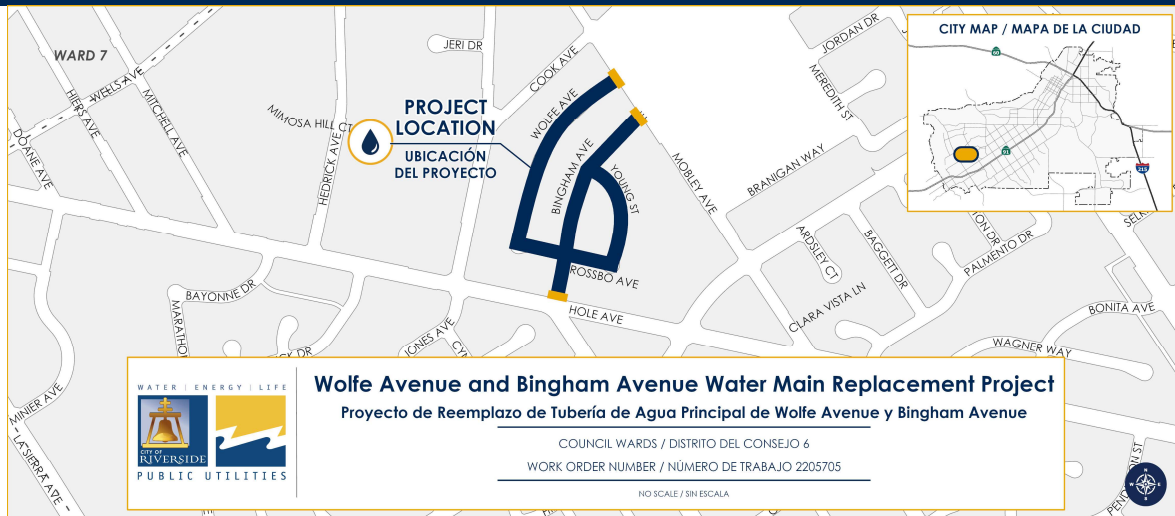 WARD 7
WEELS AVE
HIERS AVE
MITCHELL AVE
DOANE AVE
MIMOSA HILL CT
HEDRICK AVE
JERI DR
COOK AVE
JORDAN DR
MEREDITH ST
PROJECT
LOCATION
UBICACIÓN
DEL PROYECTO
WOLFE AVE
BINGHAM AVE
YOUNG ST
MOBLEY AVE
BRANIGAN WAY
ROSSBO AVE
HOLE AVE
ARDSLEY CT
BAGGETT DR
CLARA VISTA LN
PALMENTO DR
BONITA AVE
WAGNER WAY
BAYONNE DR
JONES AVE
MINIER AVE
LA SIERRA AVE
CITY MAP / MAPA DE LA CIUDAD
60
91
215
WATER | ENERGY | LIFE
CITY OF
RIVERSIDE
PUBLIC UTILITIES
Wolfe Avenue and Bingham Avenue Water Main Replacement Project
Proyecto de Reemplazo de Tubería de Agua Principal de Wolfe Avenue y Bingham Avenue
COUNCIL WARDS / DISTRITO DEL CONSEJO 6
WORK ORDER NUMBER / NÚMERO DE TRABAJO 2205705
NO SCALE / SIN ESCALA